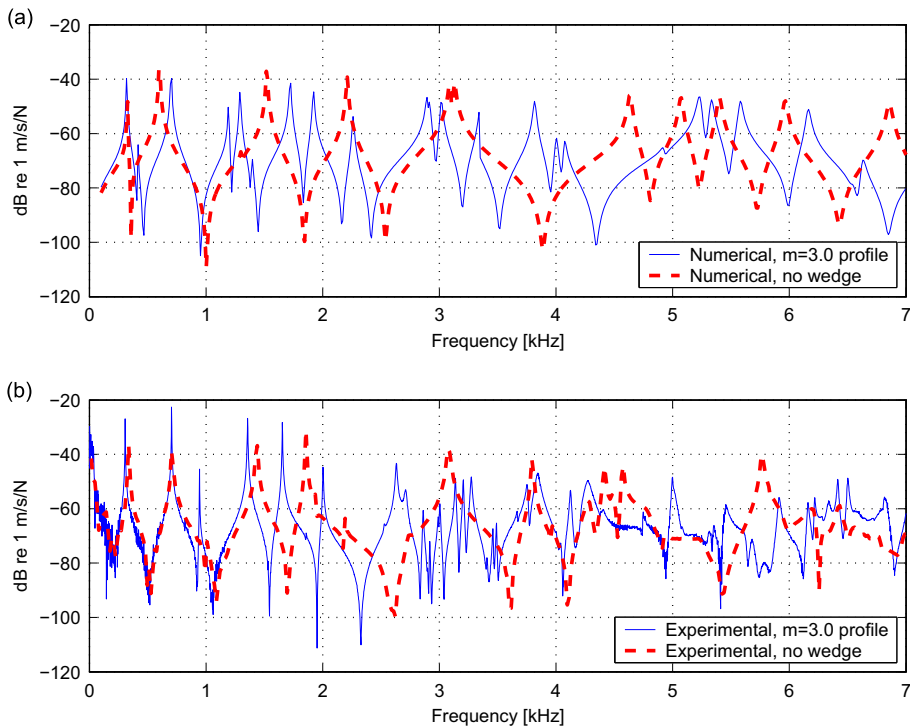 (a)
−20
−40
−60
−80
−100
−120
dB re 1 m/s/N
0 1 2 3 4 5 6 7
Frequency [kHz]
Numerical, m=3.0 profile
Numerical, no wedge
(b)
−20
−40
−60
−80
−100
−120
dB re 1 m/s/N
0 1 2 3 4 5 6 7
Frequency [kHz]
Experimental, m=3.0 profile
Experimental, no wedge